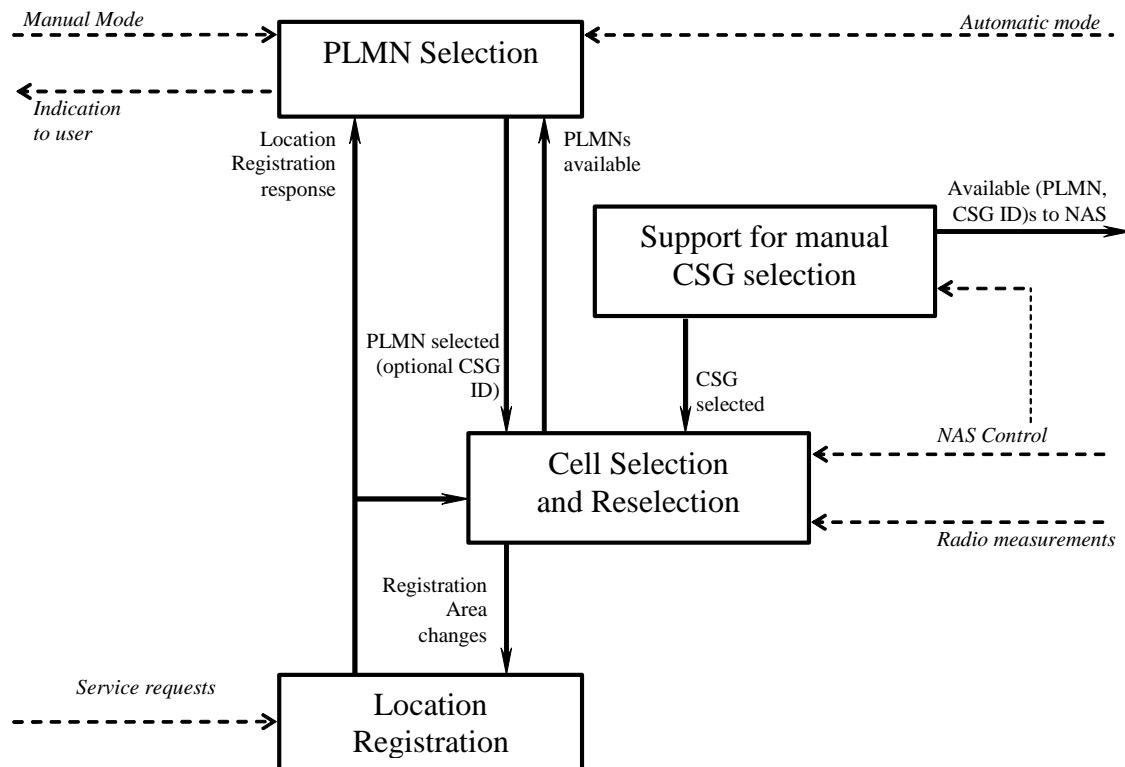 Manual Mode
Automatic mode
PLMN Selection
Indication
to user
Location
Registration
response
PLMNs
available
Available (PLMN,
CSG ID)s to NAS
Support for manual
CSG selection
PLMN selected
(optional CSG
ID)
CSG
selected
NAS Control
Cell Selection
and Reselection
Radio measurements
Registration
Area
changes
Service requests
Location
Registration